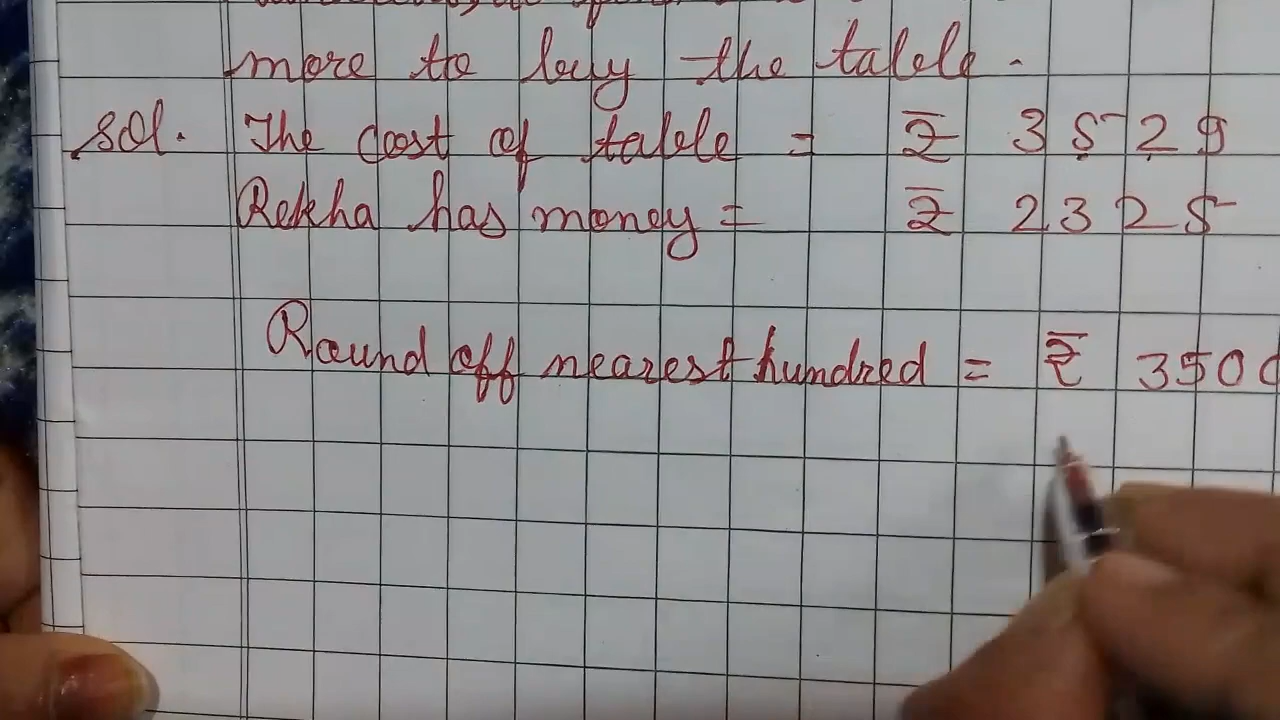 more to buy the table.
Sol. The cost of table = ₹ 3529
Rekha has money = ₹ 2325
Round off nearest hundred = ₹ 3500